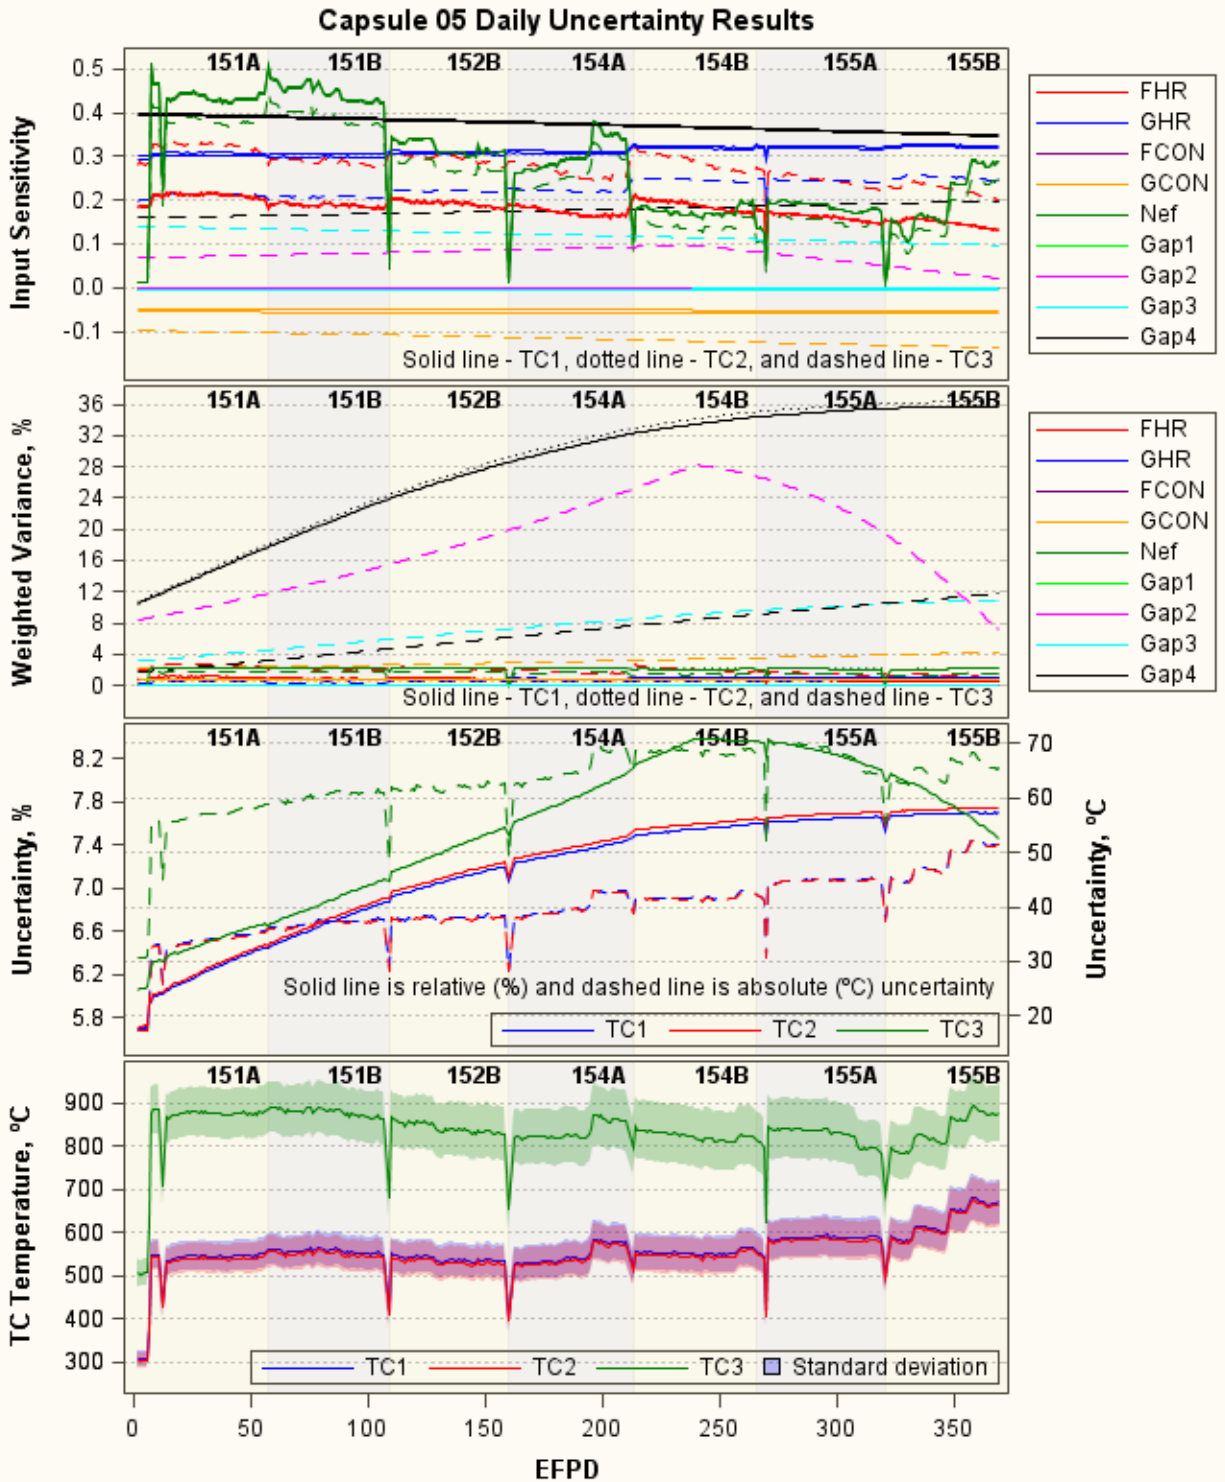 Capsule 05 Daily Uncertainty Results
Input Sensitivity
0.5
0.4
0.3
0.2
0.1
0.0
-0.1
151A 151B 152B 154A 154B 155A 155B
Solid line - TC1, dotted line - TC2, and dashed line - TC3
FHR
GHR
FCON
GCON
Nef
Gap1
Gap2
Gap3
Gap4
Weighted Variance, %
36
32
28
24
20
16
12
8
4
0
151A 151B 152B 154A 154B 155A 155B
Solid line - TC1, dotted line - TC2, and dashed line - TC3
FHR
GHR
FCON
GCON
Nef
Gap1
Gap2
Gap3
Gap4
Uncertainty, %
8.2
7.8
7.4
7.0
6.6
6.2
5.8
151A 151B 152B 154A 154B 155A 155B
Solid line is relative (%) and dashed line is absolute (ºC) uncertainty
TC1 TC2 TC3
70
60
50
40
30
20
Uncertainty, ºC
TC Temperature, ºC
900
800
700
600
500
400
300
151A 151B 152B 154A 154B 155A 155B
TC1 TC2 TC3 Standard deviation
0 50 100 150 200 250 300 350
EFPD